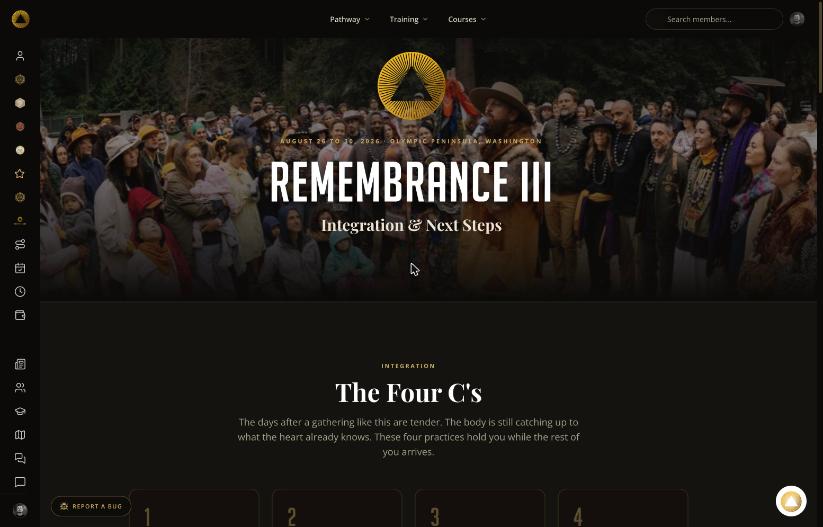 Pathway
Training
Courses
Search members...
AUGUST 26 TO 30, 2026 · OLYMPIC PENINSULA, WASHINGTON
REMEMBRANCE III
Integration & Next Steps
INTEGRATION
The Four C's
The days after a gathering like this are tender. The body is still catching up to
what the heart already knows. These four practices hold you while the rest of
you arrives.
1
2
3
4
REPORT A BUG